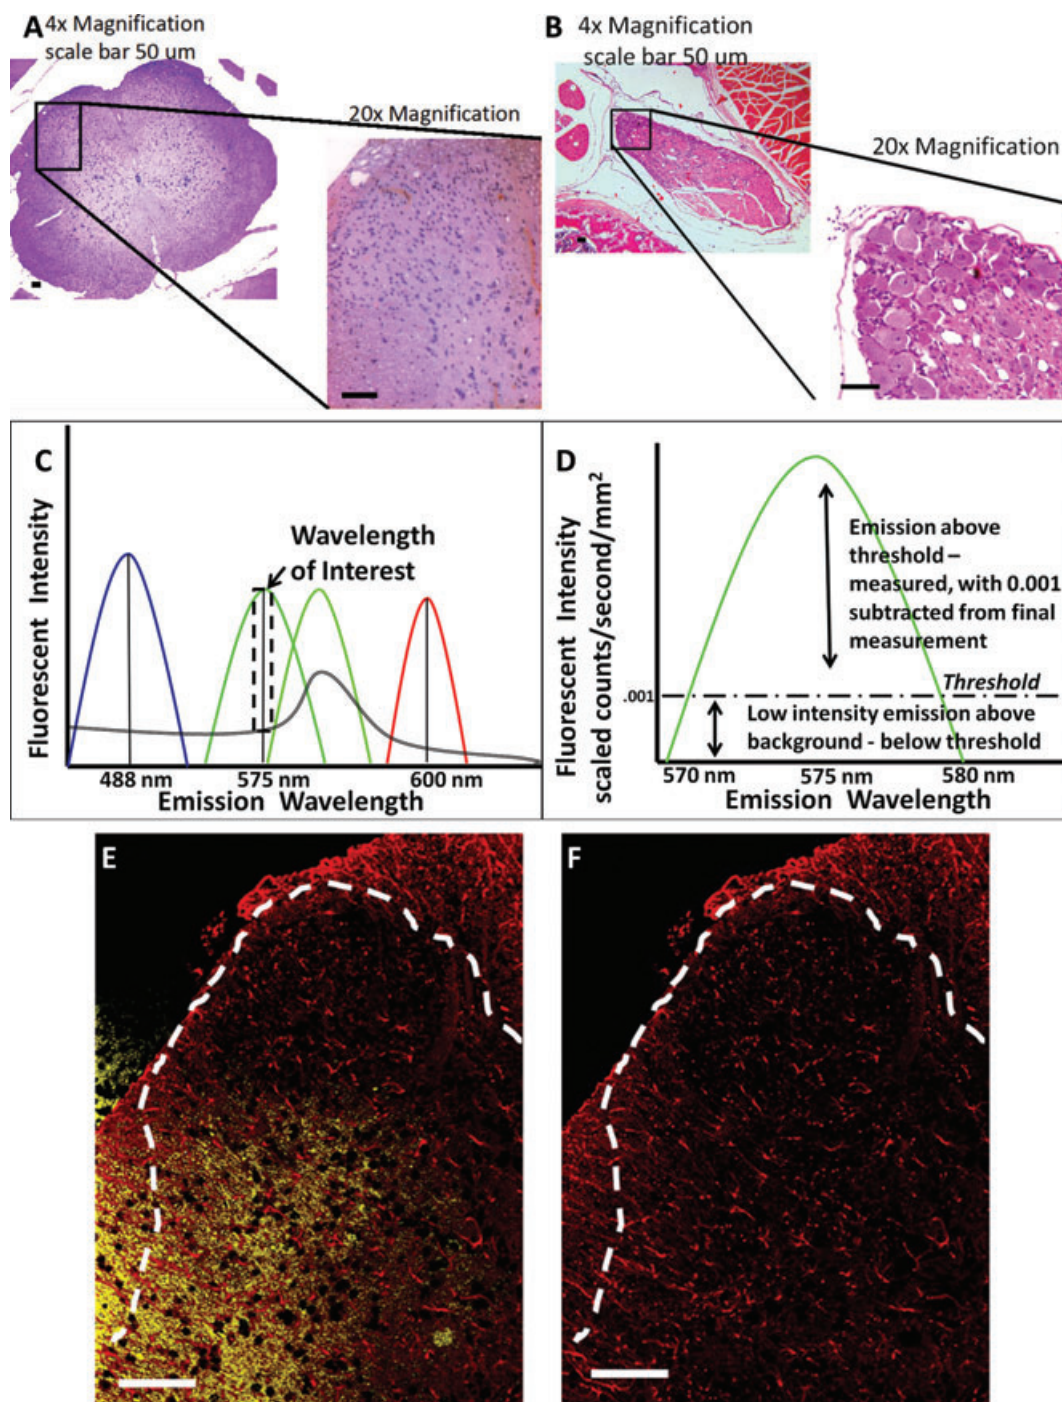 A
4x Magnification
scale bar 50 um
20x Magnification
B
4x Magnification
scale bar 50 um
20x Magnification
C
Fluorescent Intensity
Wavelength
of Interest
488 nm
575 nm
600 nm
Emission Wavelength
D
Fluorescent Intensity
scaled counts/second/mm²
Emission above
threshold –
measured, with 0.001
subtracted from final
measurement
Threshold
.001
Low intensity emission above
background - below threshold
570 nm
575 nm
580 nm
Emission Wavelength
E
F